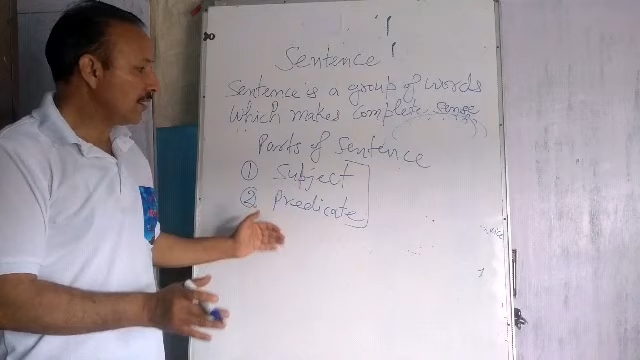 Sentence
Sentence is a group of words
which makes complete sense
Parts of Sentence
① Subject
② Predicate